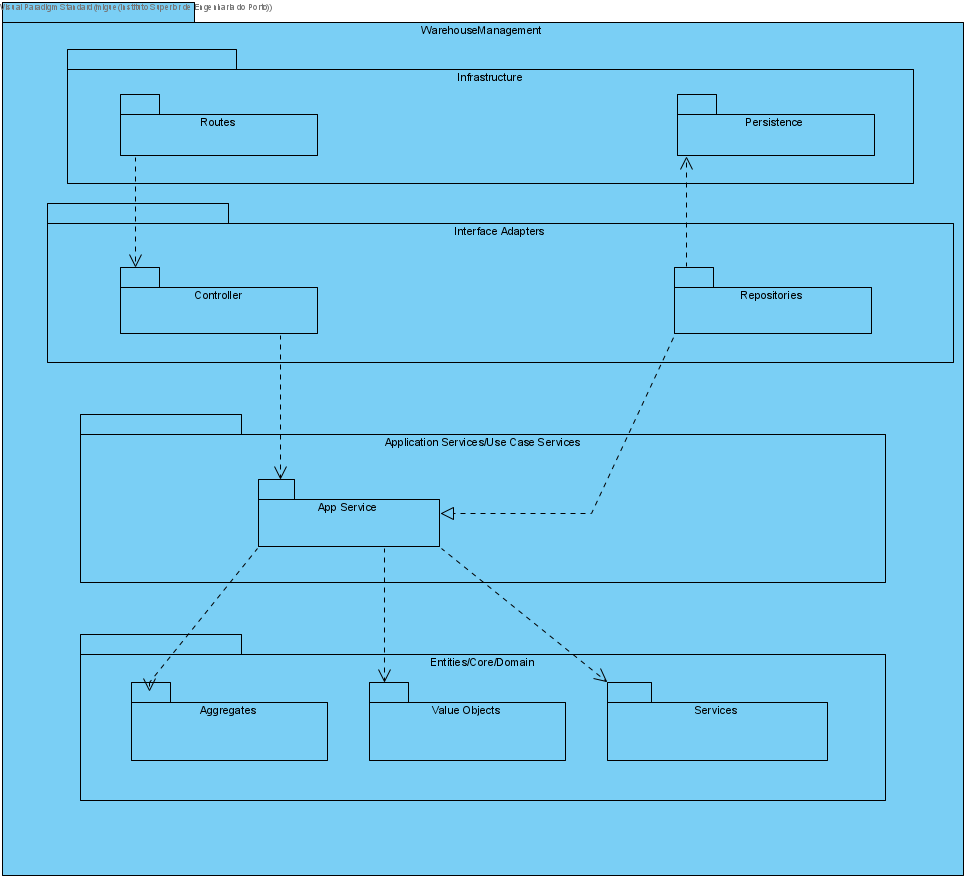 Visual Paradigm Standard(migue(Instituto Superior de Engenharia do Porto))
WarehouseManagement
Infrastructure
Routes
Persistence
Interface Adapters
Controller
Repositories
Application Services/Use Case Services
App Service
Entities/Core/Domain
Aggregates
Value Objects
Services